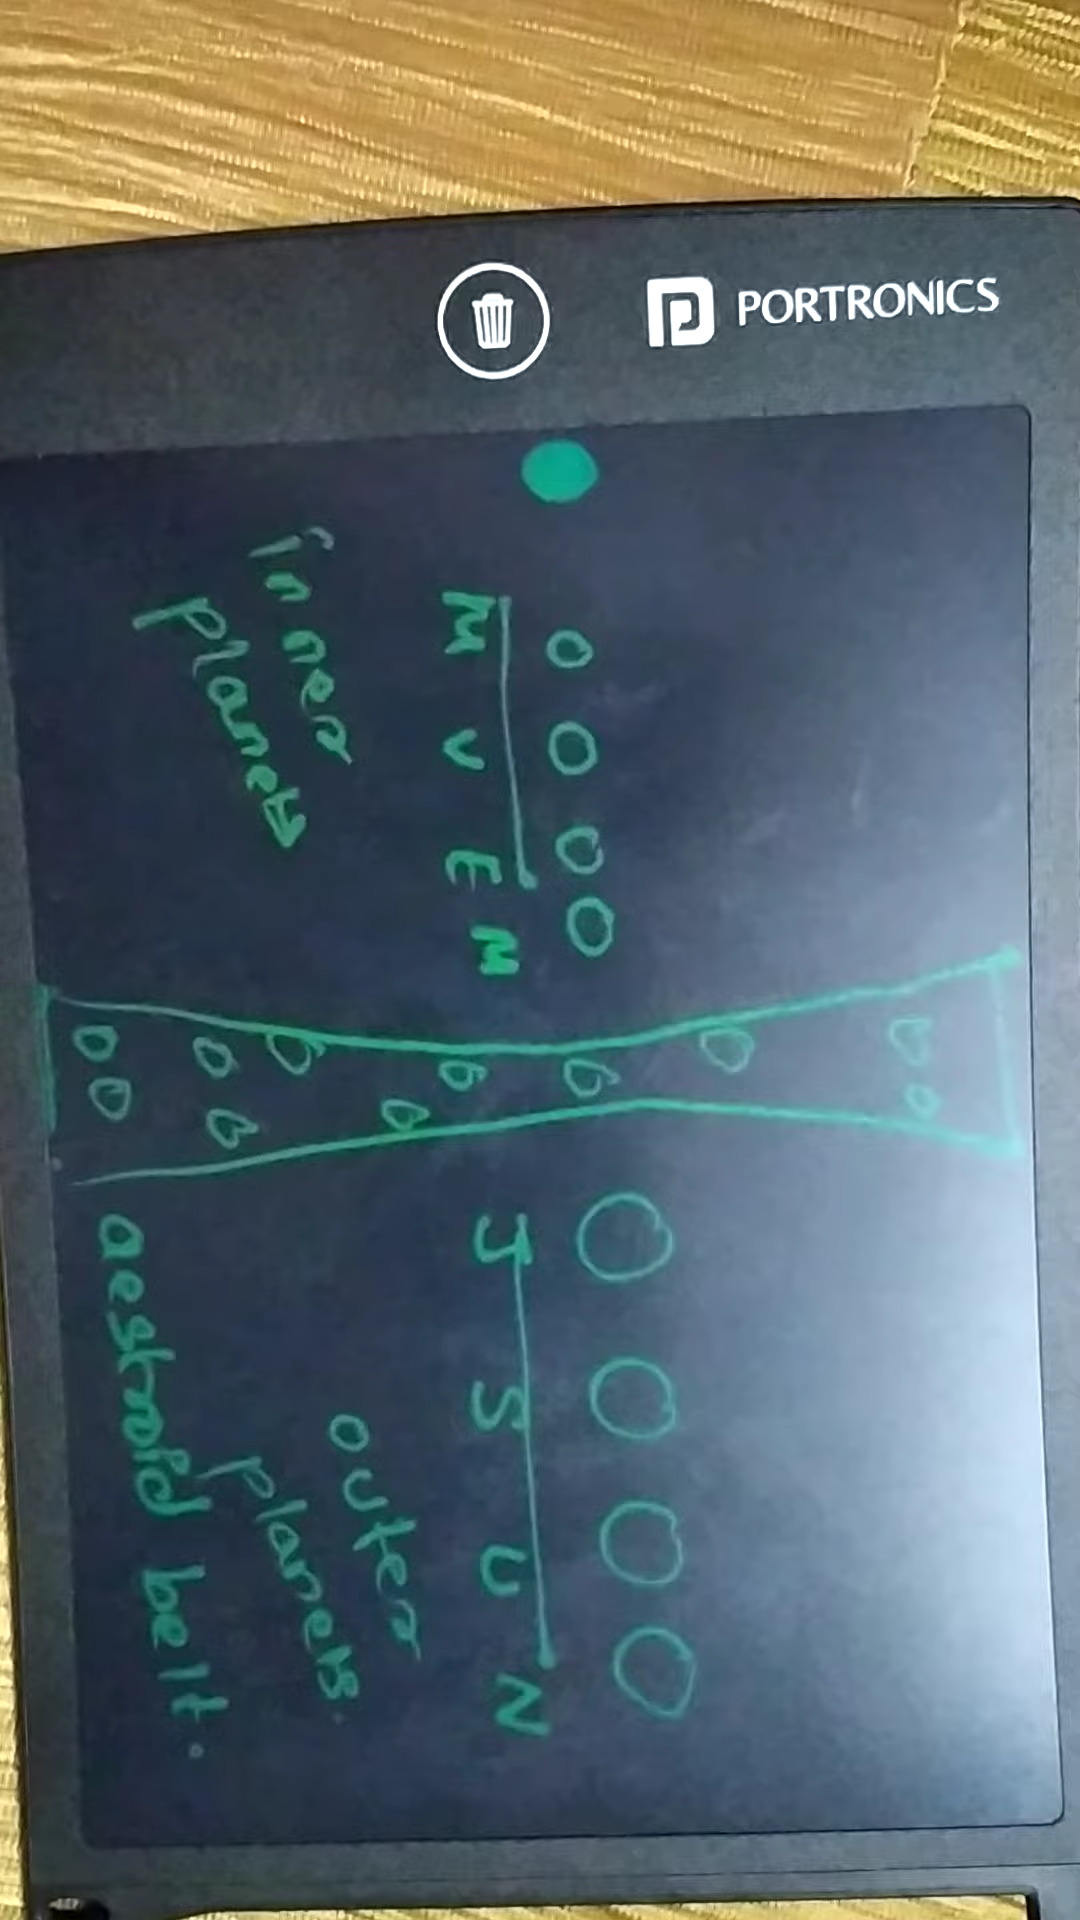 PORTRONICS
M V E M
inner
planets
J S U N
outer
planets.
aestroid belt.